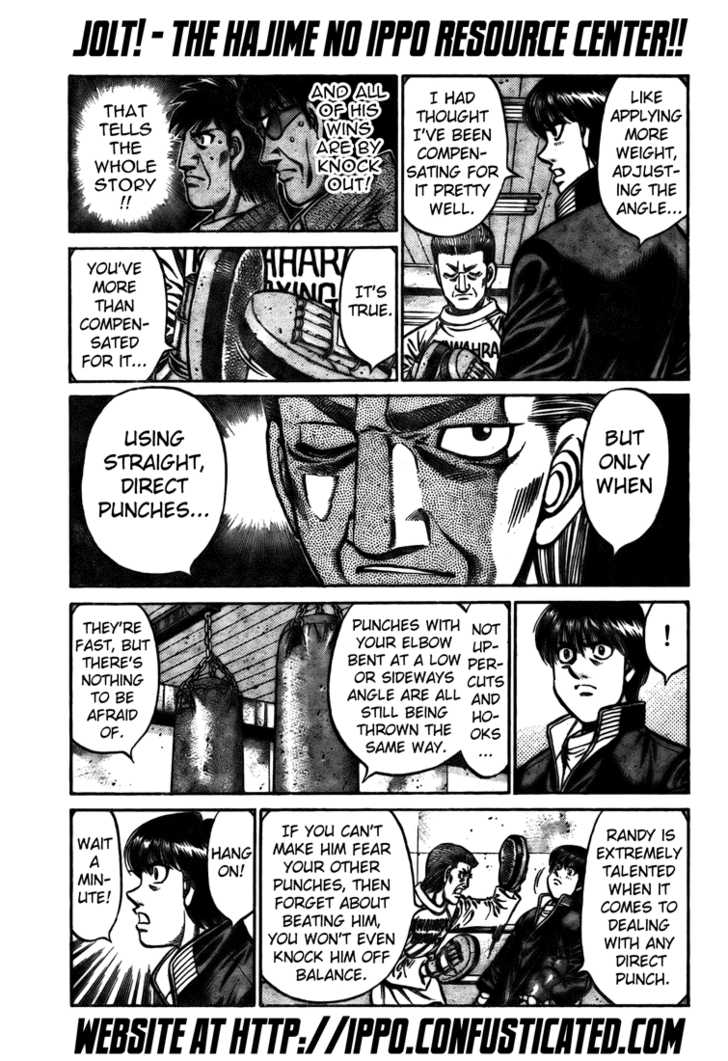 JOLT! - THE HAJIME NO IPPO RESOURCE CENTER!!
LIKE
APPLYING
MORE
WEIGHT,
ADJUST-
ING THE
ANGLE...
I HAD
THOUGHT
I'VE BEEN
COMPEN-
SATING FOR
IT PRETTY
WELL.
WAHRA
AND ALL
OF HIS
WINS
ARE BY
KNOCK
OUT!
THAT
TELLS
THE
WHOLE
STORY
!!
IT'S
TRUE.
AHAR
XING
YOU'VE
MORE
THAN
COMPEN-
SATED
FOR IT...
BUT
ONLY
WHEN
USING
STRAIGHT,
DIRECT
PUNCHES...
!
NOT
UP-
PER-
CUTS
AND
HO-
OKS
...
PUNCHES WITH
YOUR ELBOW
BENT AT A LOW
OR SIDEWAYS
ANGLE ARE ALL
STILL BEING
THROWN THE
SAME WAY.
THEY'RE
FAST, BUT
THERE'S
NOTHING
TO BE
AFRAID
OF.
RANDY IS
EXTREMELY
TALENTED
WHEN IT
COMES TO
DEALING
WITH ANY
DIRECT
PUNCH.
IF YOU CAN'T
MAKE HIM FEAR
YOUR OTHER
PUNCHES, THEN
FORGET ABOUT
BEATING HIM,
YOU WON'T EVEN
KNOCK HIM OFF
BALANCE.
HANG
ON!
WAIT
A
MIN-
UTE!
WEBSITE AT HTTP://IPPO.CONFUSTICATED.COM